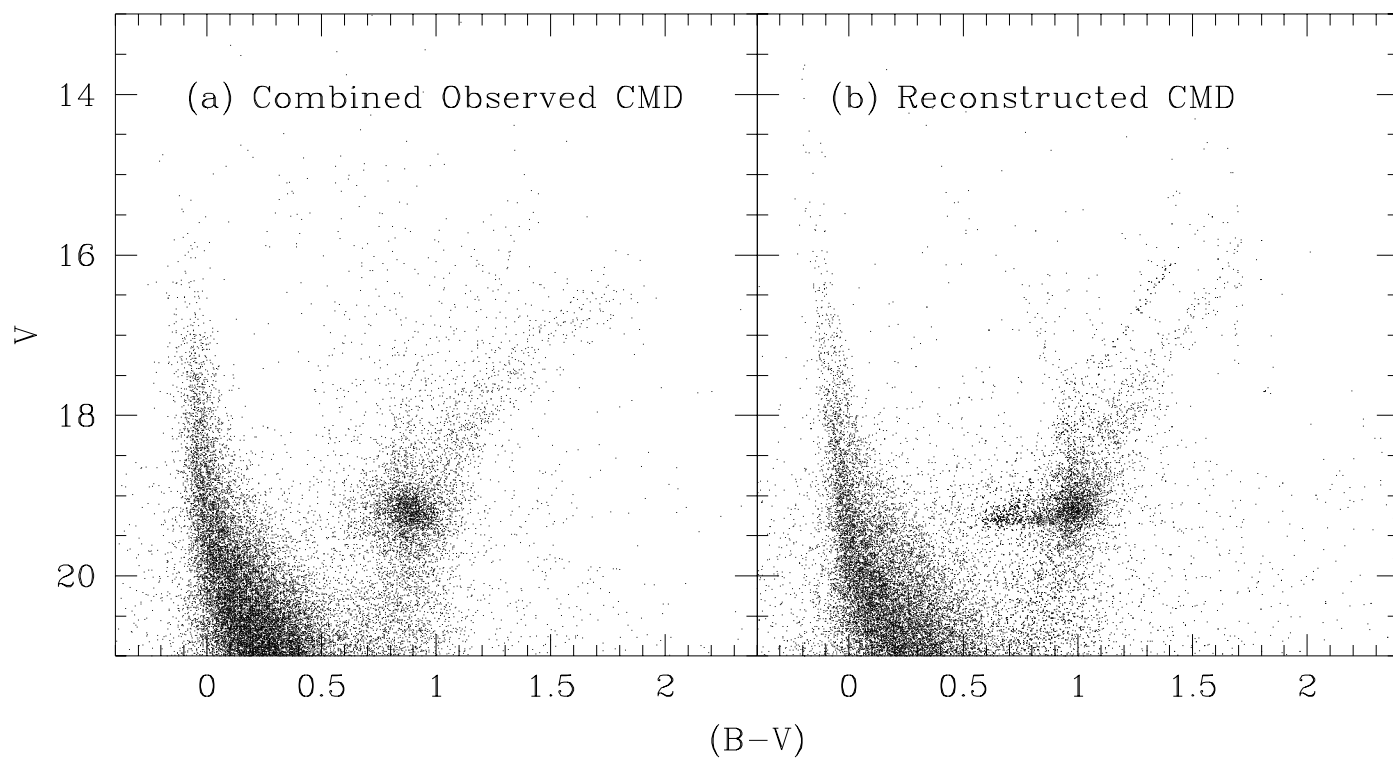 (a) Combined Observed CMD
(b) Reconstructed CMD
14
16
18
20
V
0 0.5 1 1.5 2
0 0.5 1 1.5 2
(B−V)